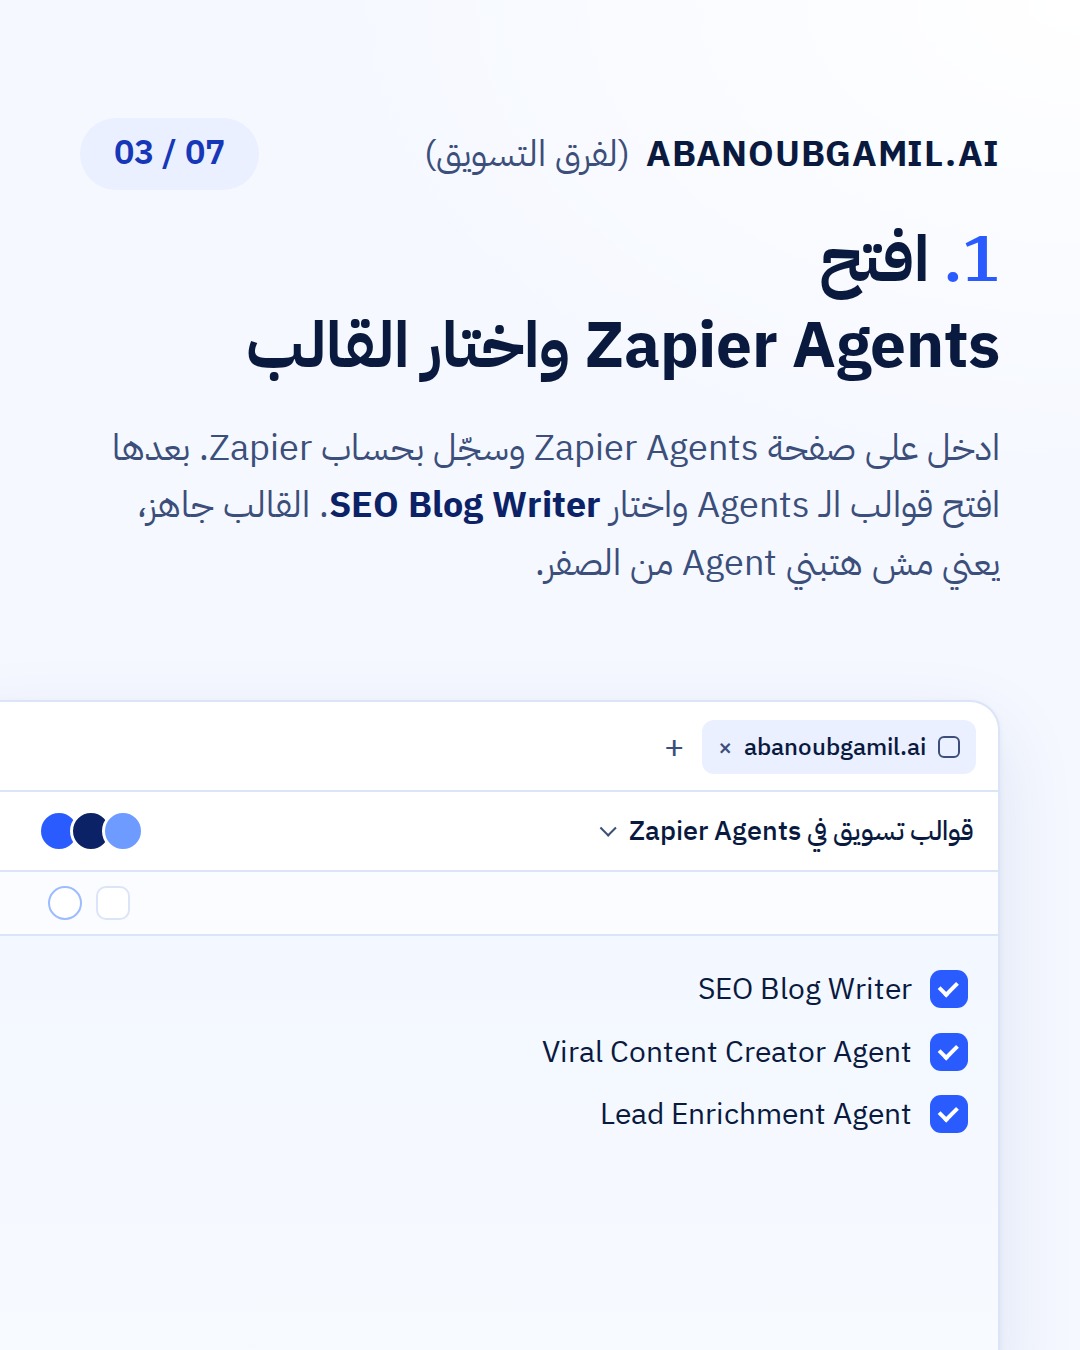 ABANOUBGAMIL.AI (لفرق التسويق)
03 / 07
1. افتح
Zapier Agents واختار القالب
ادخل على صفحة Zapier Agents وسجّل بحساب Zapier. بعدها
افتح قوالب الـ Agents واختار SEO Blog Writer. القالب جاهز،
يعني مش هتبني Agent من الصفر.
abanoubgamil.ai × +
قوالب تسويق في Zapier Agents
SEO Blog Writer
Viral Content Creator Agent
Lead Enrichment Agent